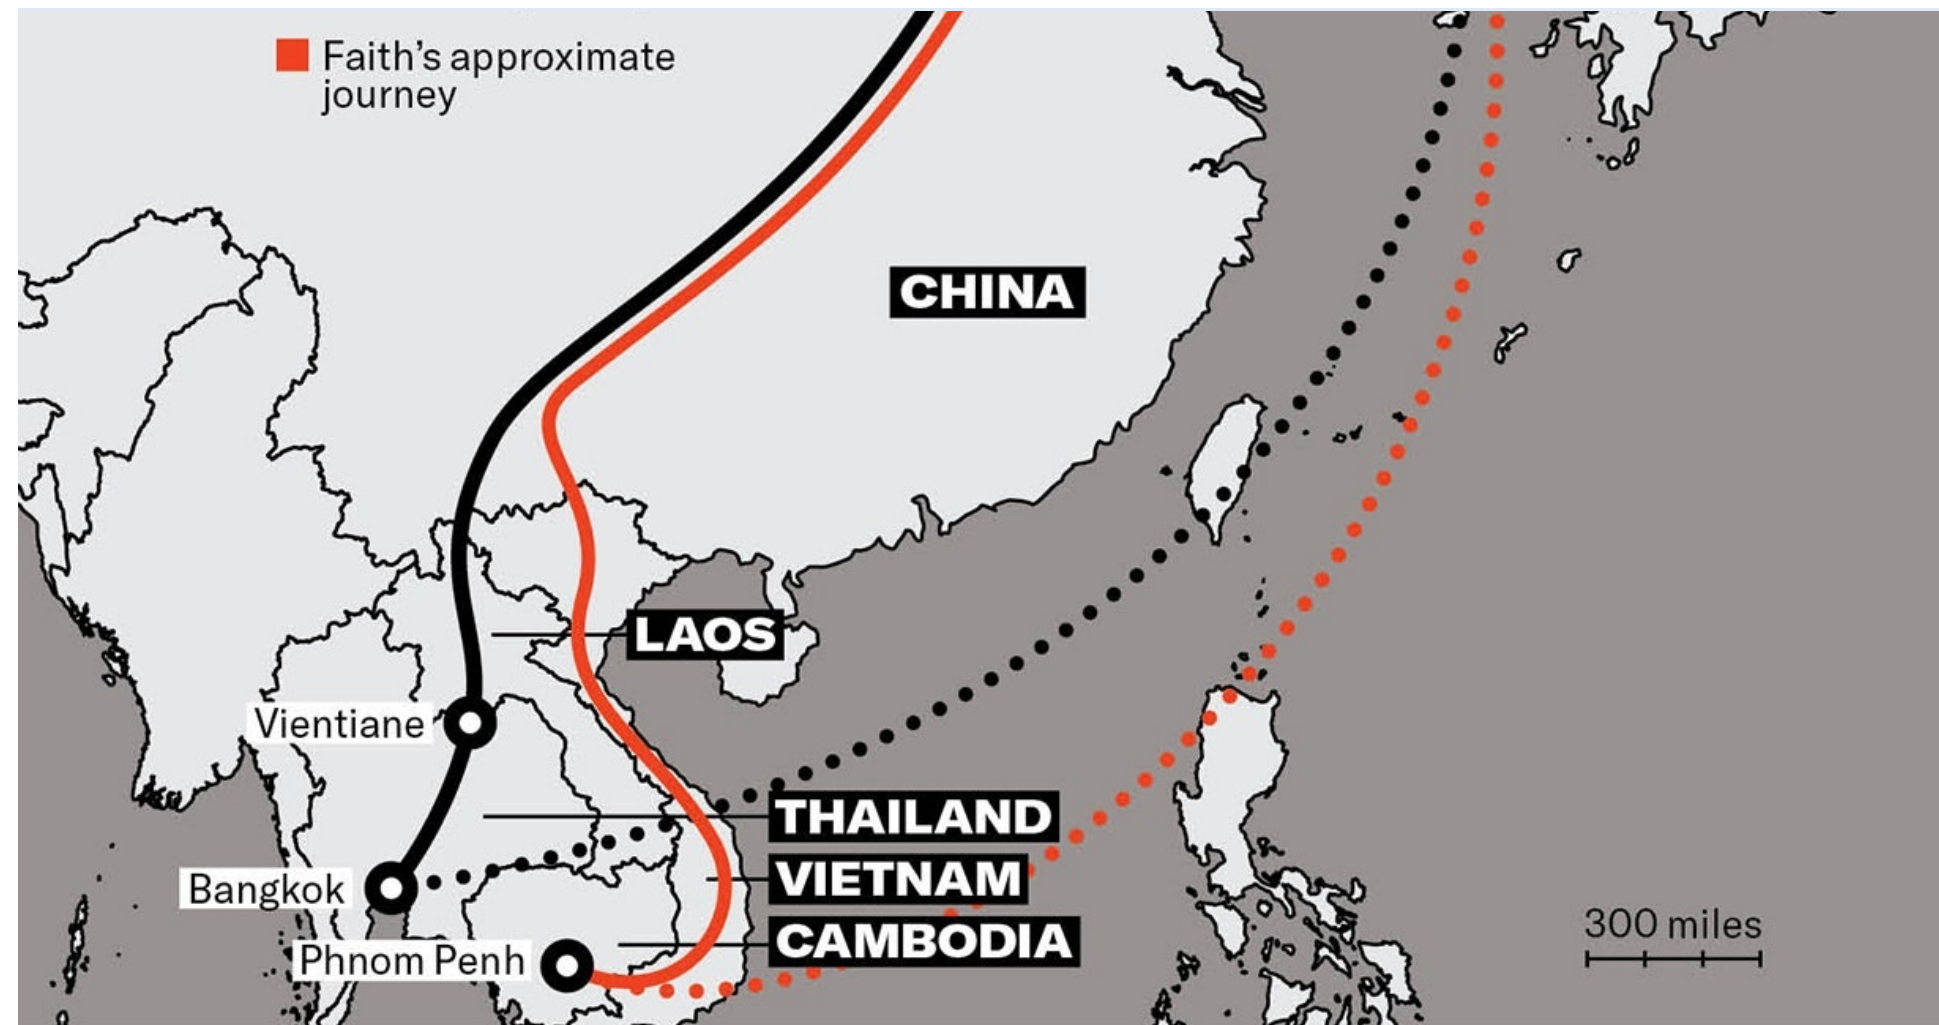 Faith's approximate
journey
CHINA
LAOS
Vientiane
THAILAND
VIETNAM
Bangkok
CAMBODIA
Phnom Penh
300 miles